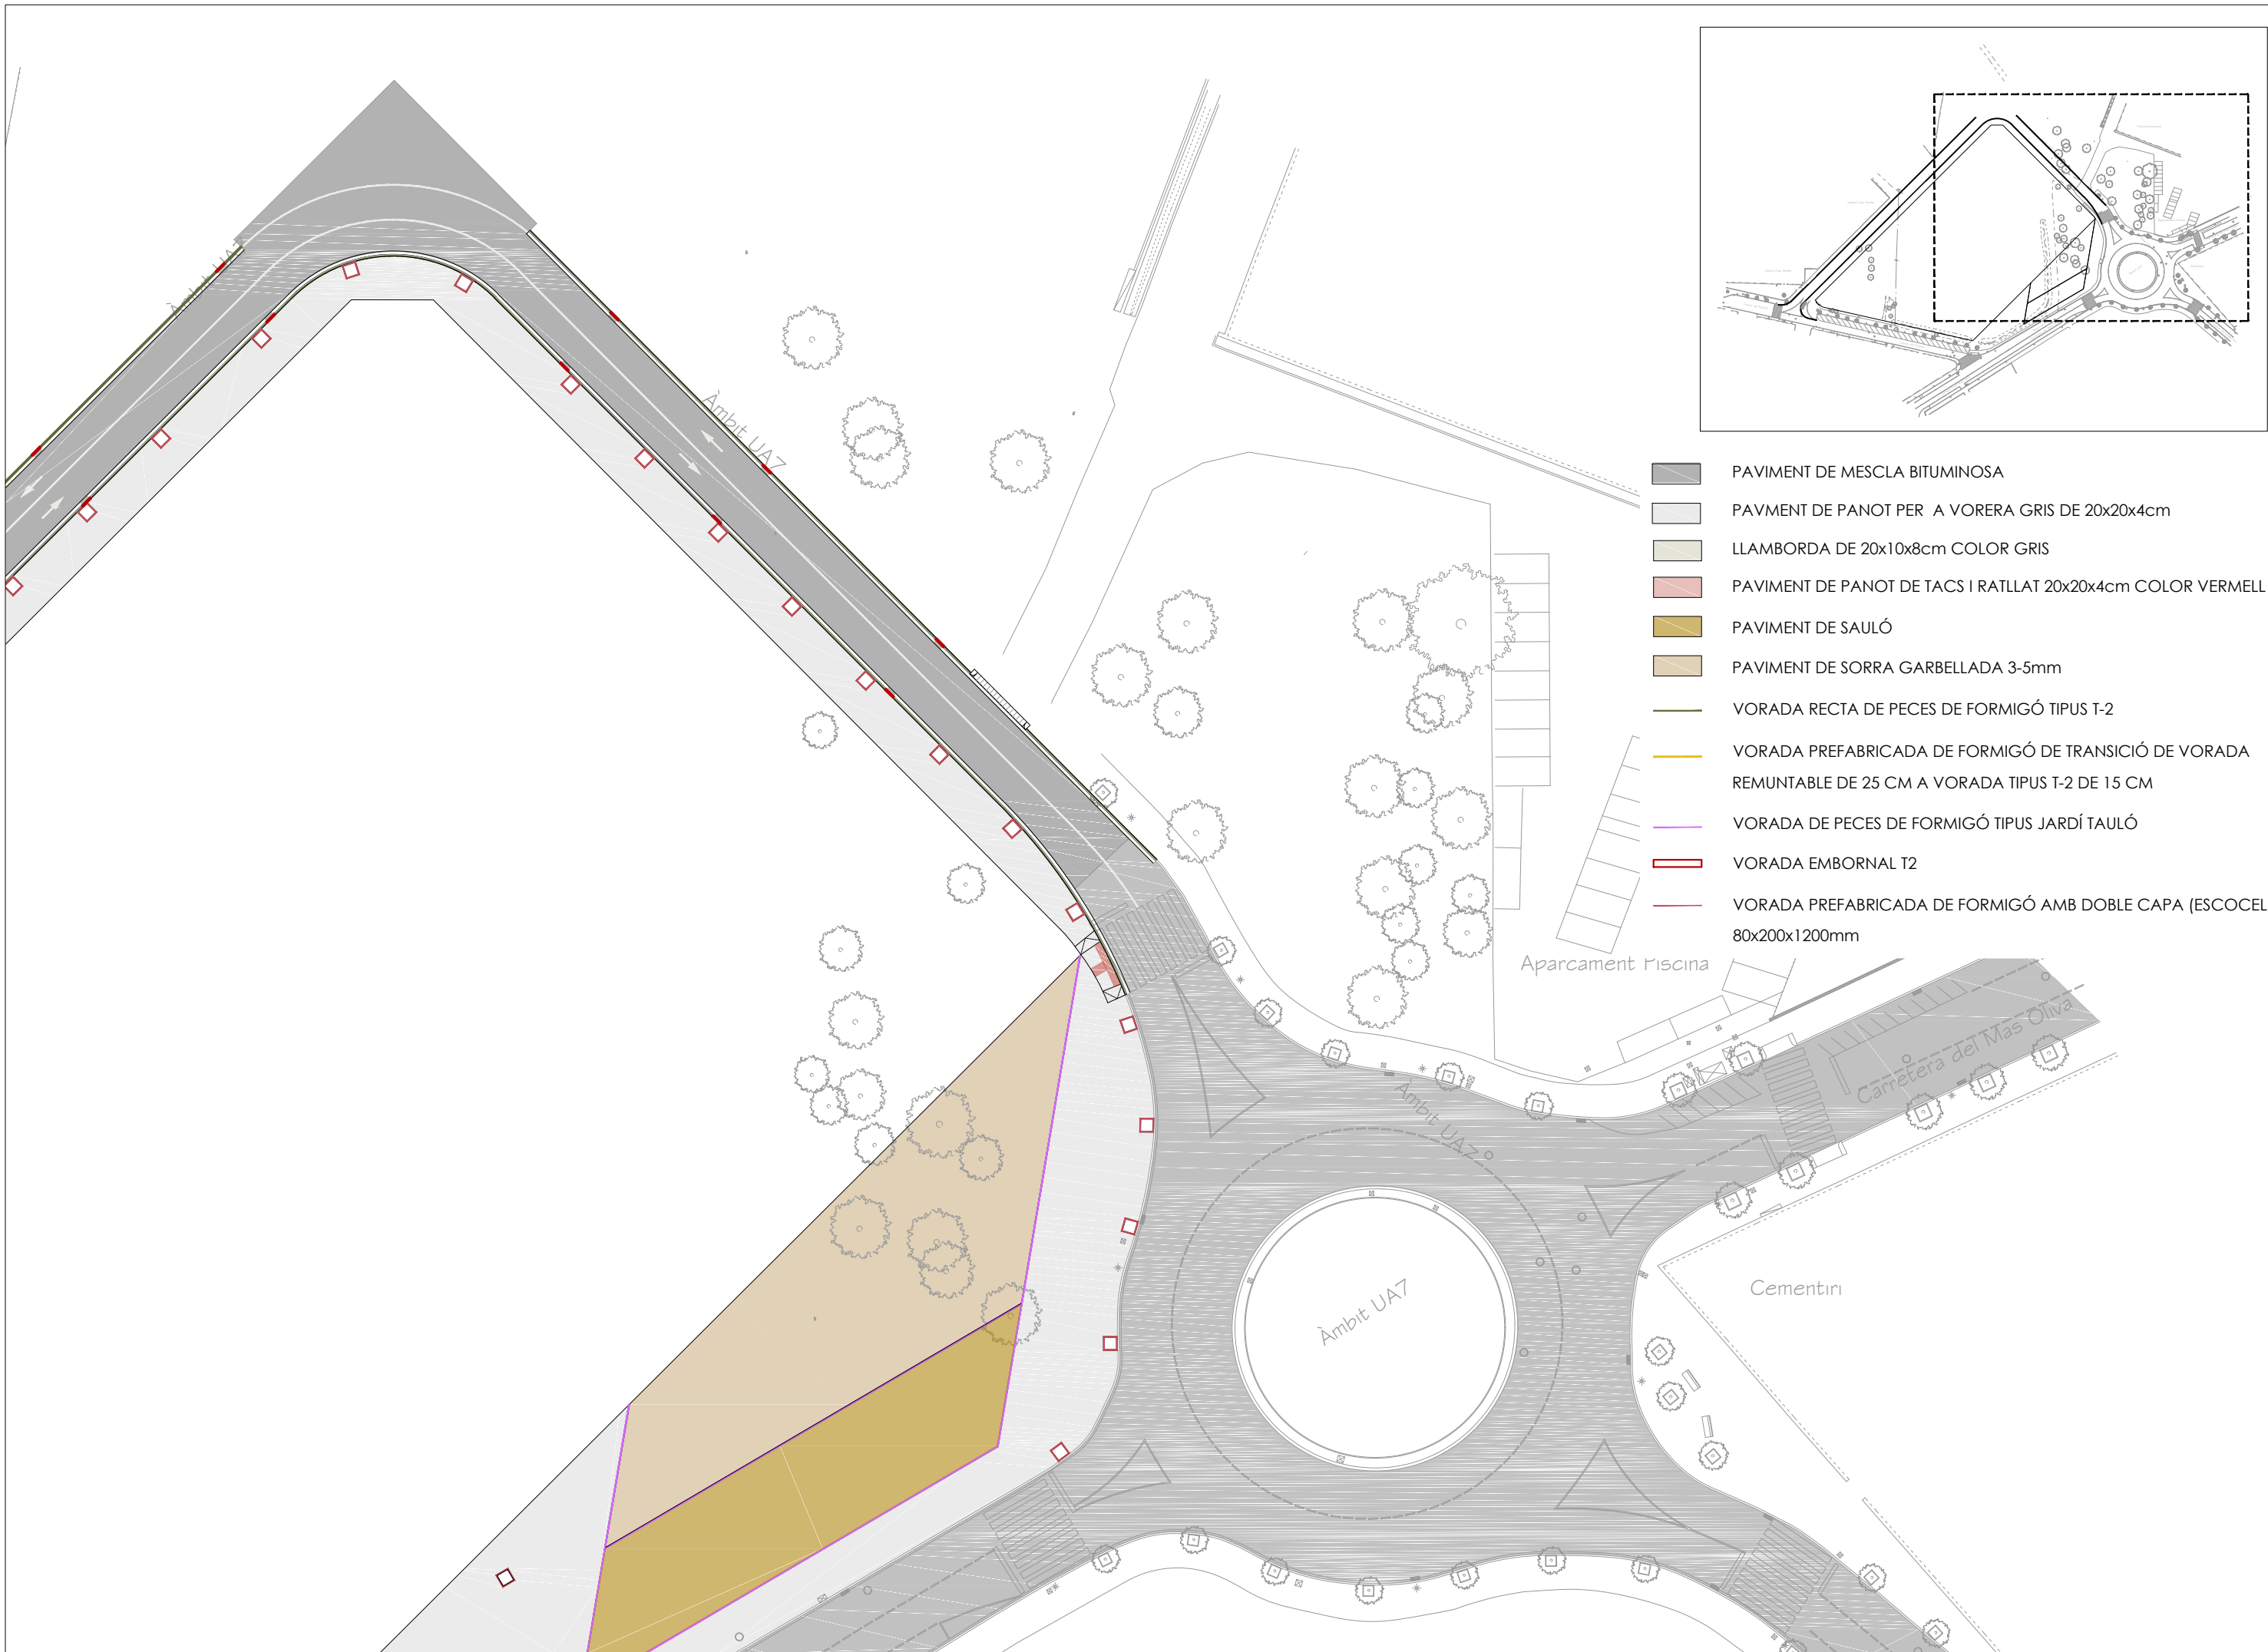 PAVIMENT DE MESCLA BITUMINOSA
PAVMENT DE PANOT PER A VORERA GRIS DE 20x20x4cm
LLAMBORDA DE 20x10x8cm COLOR GRIS
PAVIMENT DE PANOT DE TACS I RATLLAT 20x20x4cm COLOR VERMELL
PAVIMENT DE SAULÓ
PAVIMENT DE SORRA GARBELLADA 3-5mm
VORADA RECTA DE PECES DE FORMIGÓ TIPUS T-2
VORADA PREFABRICADA DE FORMIGÓ DE TRANSICIÓ DE VORADA
REMUNTABLE DE 25 CM A VORADA TIPUS T-2 DE 15 CM
VORADA DE PECES DE FORMIGÓ TIPUS JARDÍ TAULÓ
VORADA EMBORNAL T2
VORADA PREFABRICADA DE FORMIGÓ AMB DOBLE CAPA (ESCOCEL
80x200x1200mm
Àmbit UA7
Àmbit UA7
Aparcament Piscina
Carretera del Mas Oliva
Àmbit UA7
Cementiri
Àmbit UA7